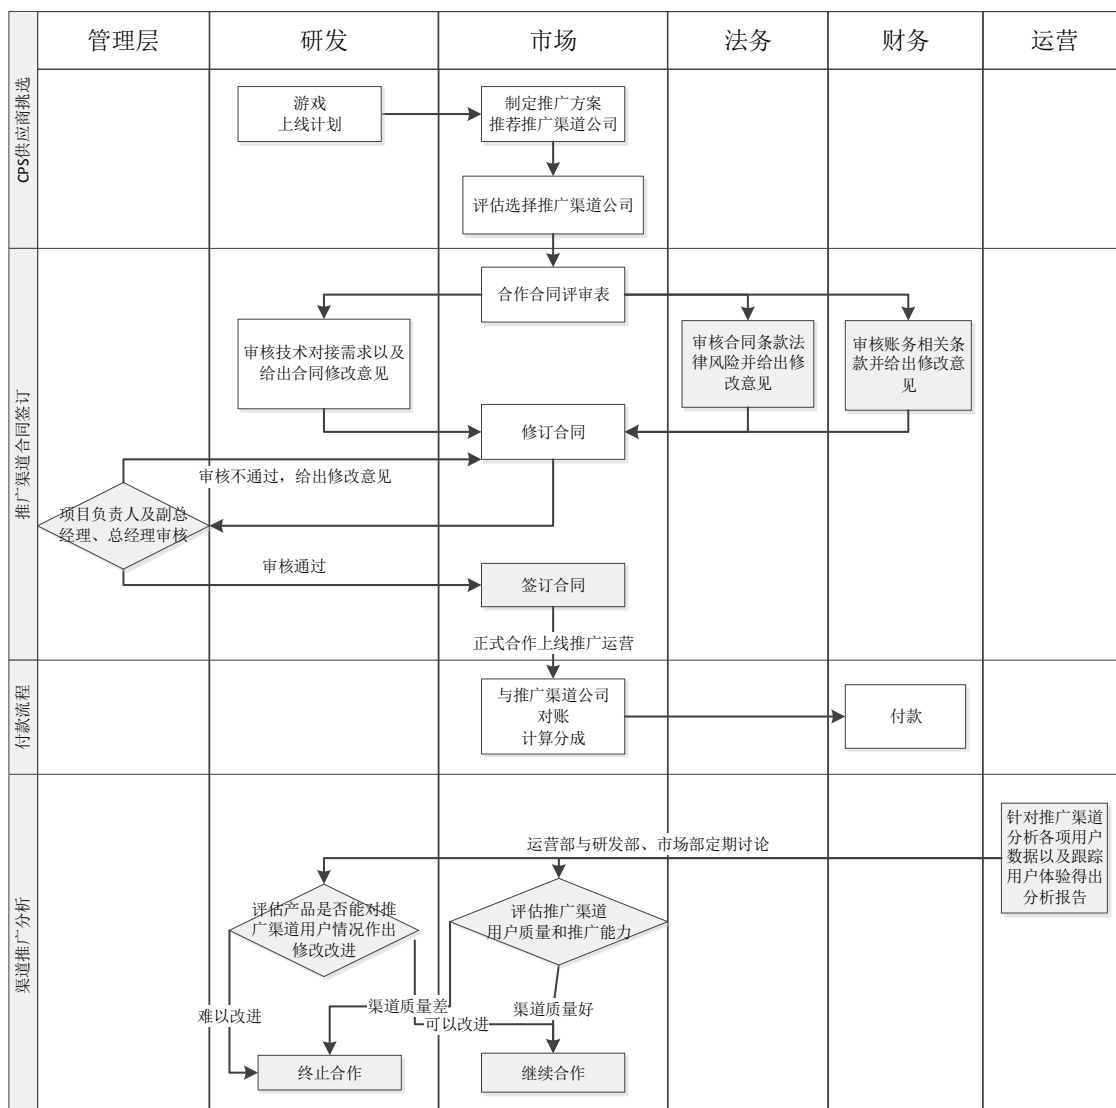 管理层
研发
市场
法务
财务
运营
CPS供应商挑选
游戏
上线计划
制定推广方案
推荐推广渠道公司
评估选择推广渠道公司
推广渠道合同签订
合作合同评审表
审核技术对接需求以及
给出合同修改意见
审核合同条款法
律风险并给出修
改意见
审核账务相关条
款并给出修改意
见
修订合同
审核不通过，给出修改意见
项目负责人及副总
经理、总经理审核
审核通过
签订合同
正式合作上线推广运营
付款流程
与推广渠道公司
对账
计算分成
付款
渠道推广分析
针对推广渠道
分析各项用户
数据以及跟踪
用户体验得出
分析报告
运营部与研发部、市场部定期讨论
评估产品是否能对推
广渠道用户情况作出
修改改进
评估推广渠道
用户质量和推广能力
难以改进
渠道质量差
可以改进
渠道质量好
终止合作
继续合作